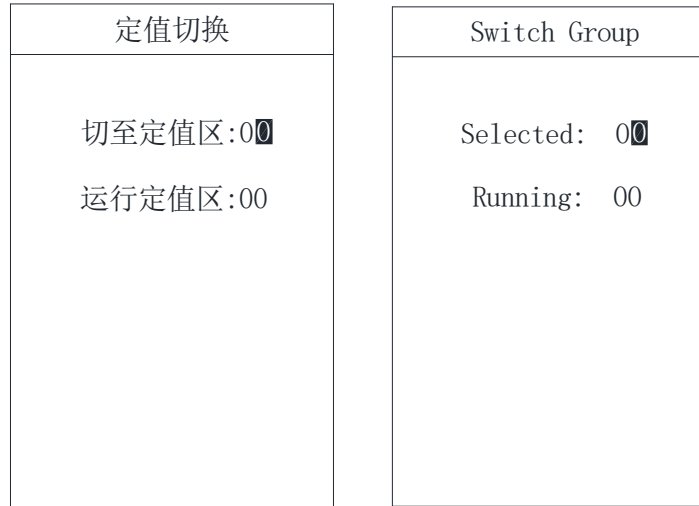 定值切换
切至定值区:00
运行定值区:00
Switch Group
Selected: 00
Running: 00